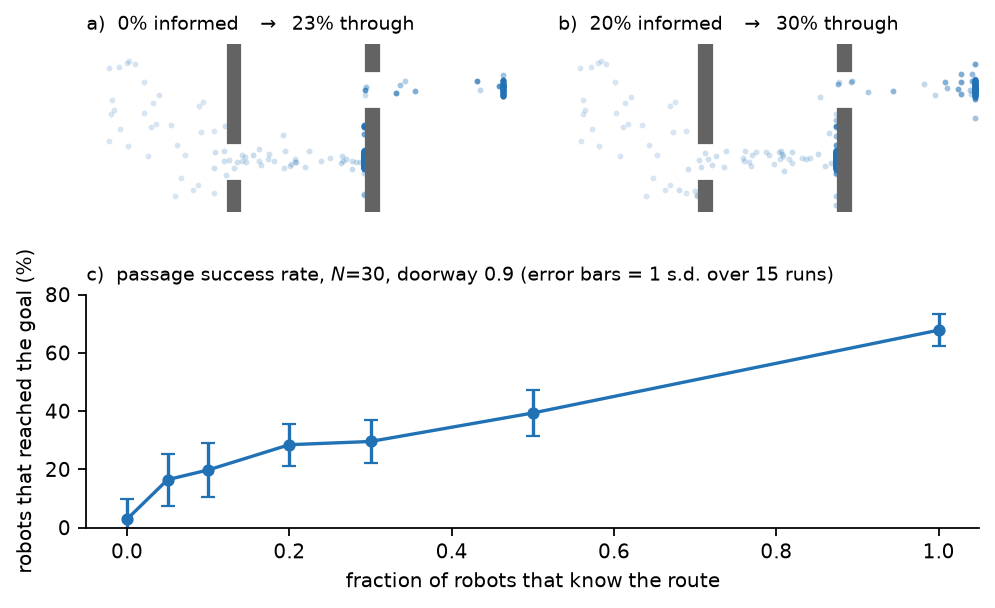 a)  0% informed   →   23% through
b)  20% informed   →   30% through
c)  passage success rate, N=30, doorway 0.9 (error bars = 1 s.d. over 15 runs)
robots that reached the goal (%)
80
60
40
20
0
0.0 0.2 0.4 0.6 0.8 1.0
fraction of robots that know the route